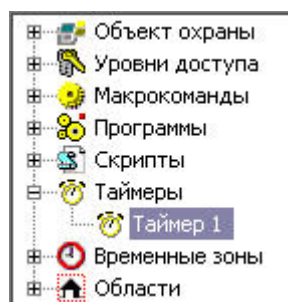 Объект охраны
Уровни доступа
Макрокоманды
Программы
Скрипты
Таймеры
Таймер 1
Временные зоны
Области